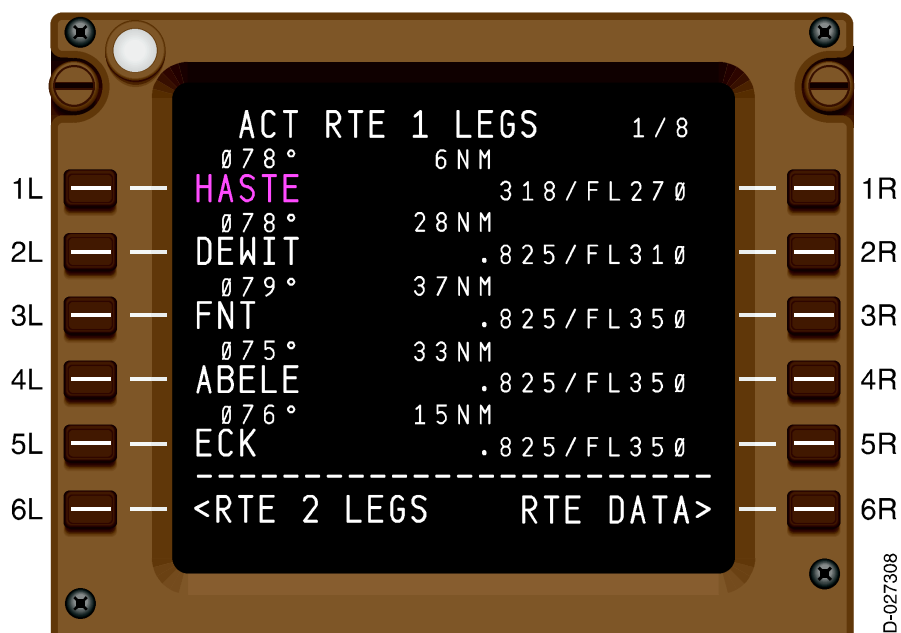 ACT RTE 1 LEGS 1/8
Ø78° 6NM
1L HASTE 318/FL27Ø 1R
Ø78° 28NM
2L DEWIT .825/FL31Ø 2R
Ø79° 37NM
3L FNT .825/FL35Ø 3R
Ø75° 33NM
4L ABELE .825/FL35Ø 4R
Ø76° 15NM
5L ECK .825/FL35Ø 5R
------------------------
6L <RTE 2 LEGS RTE DATA> 6R
D-027308